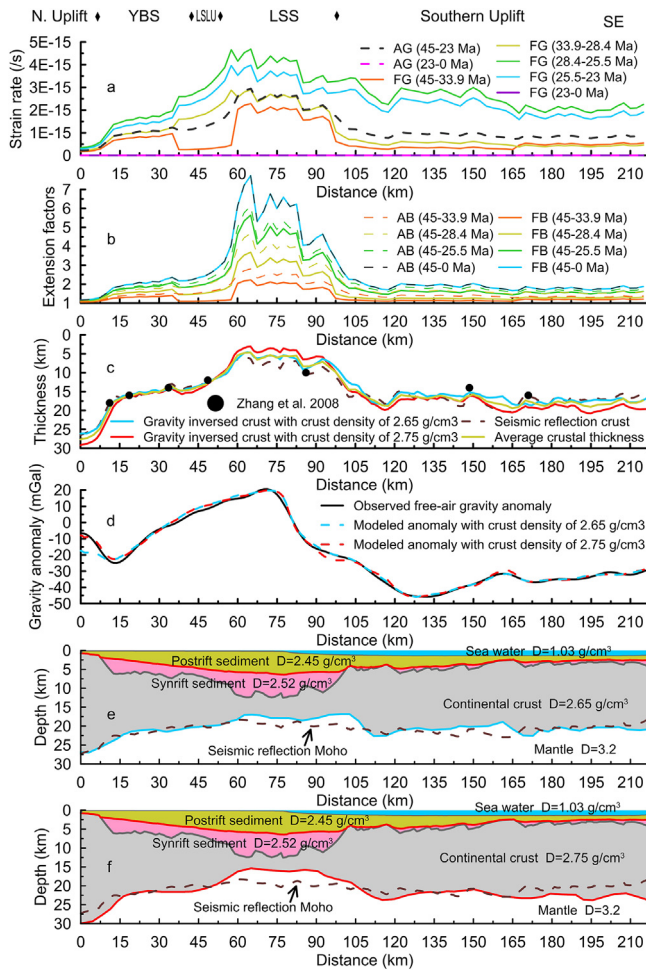 N. Uplift YBS LSLU LSS Southern Uplift SE
5E-15
4E-15
3E-15
2E-15
1E-15
0
Strain rate (/s)
a
AG (45-23 Ma)
AG (23-0 Ma)
FG (45-33.9 Ma)
FG (33.9-28.4 Ma)
FG (28.4-25.5 Ma)
FG (25.5-23 Ma)
FG (23-0 Ma)
0 15 30 45 60 75 90 105 120 135 150 165 180 195 210
Distance (km)
7
6
5
4
3
2
1
Extension factors
b
AB (45-33.9 Ma)
AB (45-28.4 Ma)
AB (45-25.5 Ma)
AB (45-0 Ma)
FB (45-33.9 Ma)
FB (45-28.4 Ma)
FB (45-25.5 Ma)
FB (45-0 Ma)
0 15 30 45 60 75 90 105 120 135 150 165 180 195 210
Distance (km)
0
5
10
15
20
25
30
Thickness (km)
c
Zhang et al. 2008
Gravity inversed crust with crust density of 2.65 g/cm3
Seismic reflection crust
Gravity inversed crust with crust density of 2.75 g/cm3
Average crustal thickness
0 15 30 45 60 75 90 105 120 135 150 165 180 195 210
Distance (km)
20
10
0
-10
-20
-30
-40
-50
Gravity anomaly (mGal)
d
Observed free-air gravity anomaly
Modeled anomaly with crust density of 2.65 g/cm3
Modeled anomaly with crust density of 2.75 g/cm3
0 15 30 45 60 75 90 105 120 135 150 165 180 195 210
Distance (km)
0
5
10
15
20
25
30
Depth (km)
Sea water D=1.03 g/cm³
Postrift sediment D=2.45 g/cm³
Synrift sediment D=2.52 g/cm³
Continental crust D=2.65 g/cm³
e
Seismic reflection Moho
Mantle D=3.2
0 15 30 45 60 75 90 105 120 135 150 165 180 195 210
Distance (km)
0
5
10
15
20
25
30
Depth (km)
Sea water D=1.03 g/cm³
Postrift sediment D=2.45 g/cm³
Synrift sediment D=2.52 g/cm³
Continental crust D=2.75 g/cm³
f
Seismic reflection Moho
Mantle D=3.2
0 15 30 45 60 75 90 105 120 135 150 165 180 195 210
Distance (km)